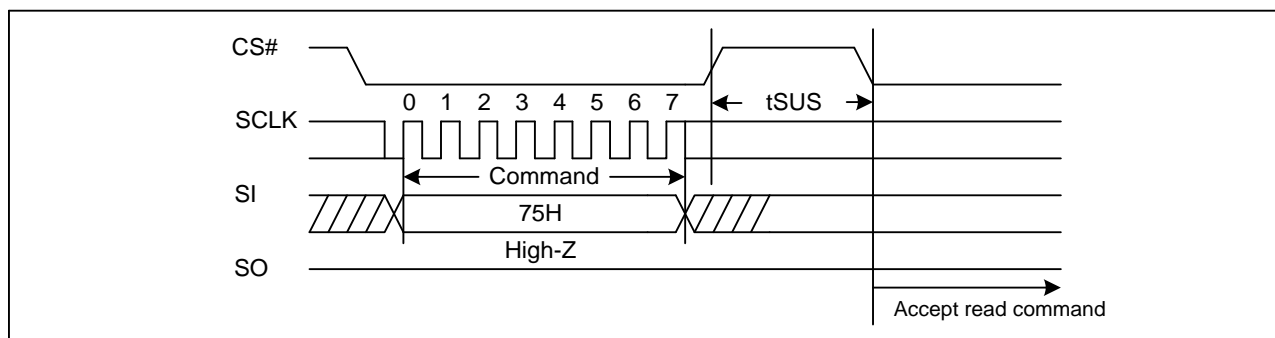 CS#
0 1 2 3 4 5 6 7
tSUS
SCLK
Command
SI
75H
High-Z
SO
Accept read command